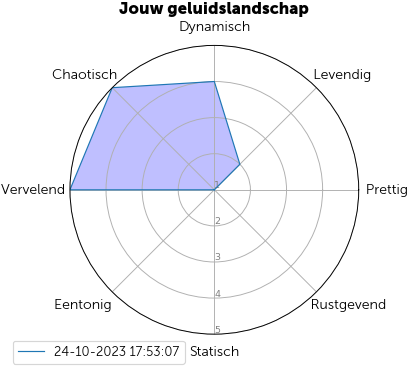 Jouw geluidslandschap
Dynamisch
Chaotisch
Levendig
Vervelend
1
Prettig
2
3
4
Eentonig
Rustgevend
5
24-10-2023 17:53:07
Statisch